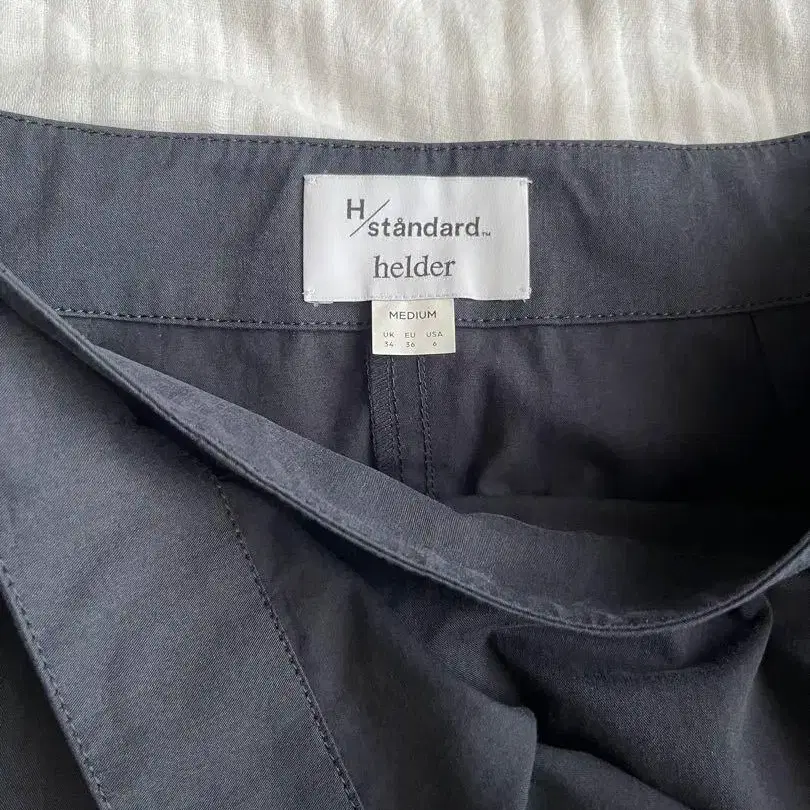 H/ståndard™
helder
MEDIUM
UK EU USA
34 36 6